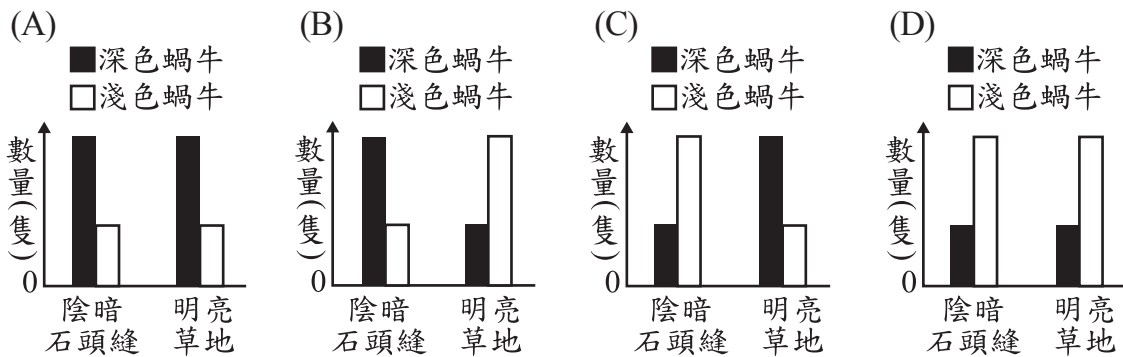 (A)
■深色蝸牛
□淺色蝸牛
數量(隻)
0
陰暗石頭縫
明亮草地
(B)
■深色蝸牛
□淺色蝸牛
數量(隻)
0
陰暗石頭縫
明亮草地
(C)
■深色蝸牛
□淺色蝸牛
數量(隻)
0
陰暗石頭縫
明亮草地
(D)
■深色蝸牛
□淺色蝸牛
數量(隻)
0
陰暗石頭縫
明亮草地